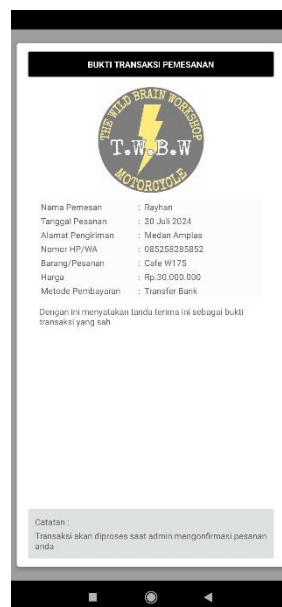 BUKTI TRANSAKSI PEMESANAN
THE WILD BRAIN WORKSHOP
T.W.B.W
MOTORCYCLE
Nama Pemesan : Rayhan
Tanggal Pesanan : 30 Juli 2024
Alamat Pengiriman : Medan Amplas
Nomor HP/WA : 085258285852
Barang/Pesanan : Cafe W175
Harga : Rp.30.000.000
Metode Pembayaran : Transfer Bank
Dengan ini menyatakan tanda terima ini sebagai bukti
transaksi yang sah
Catatan :
Transaksi akan diproses saat admin mengonfirmasi pesanan
anda